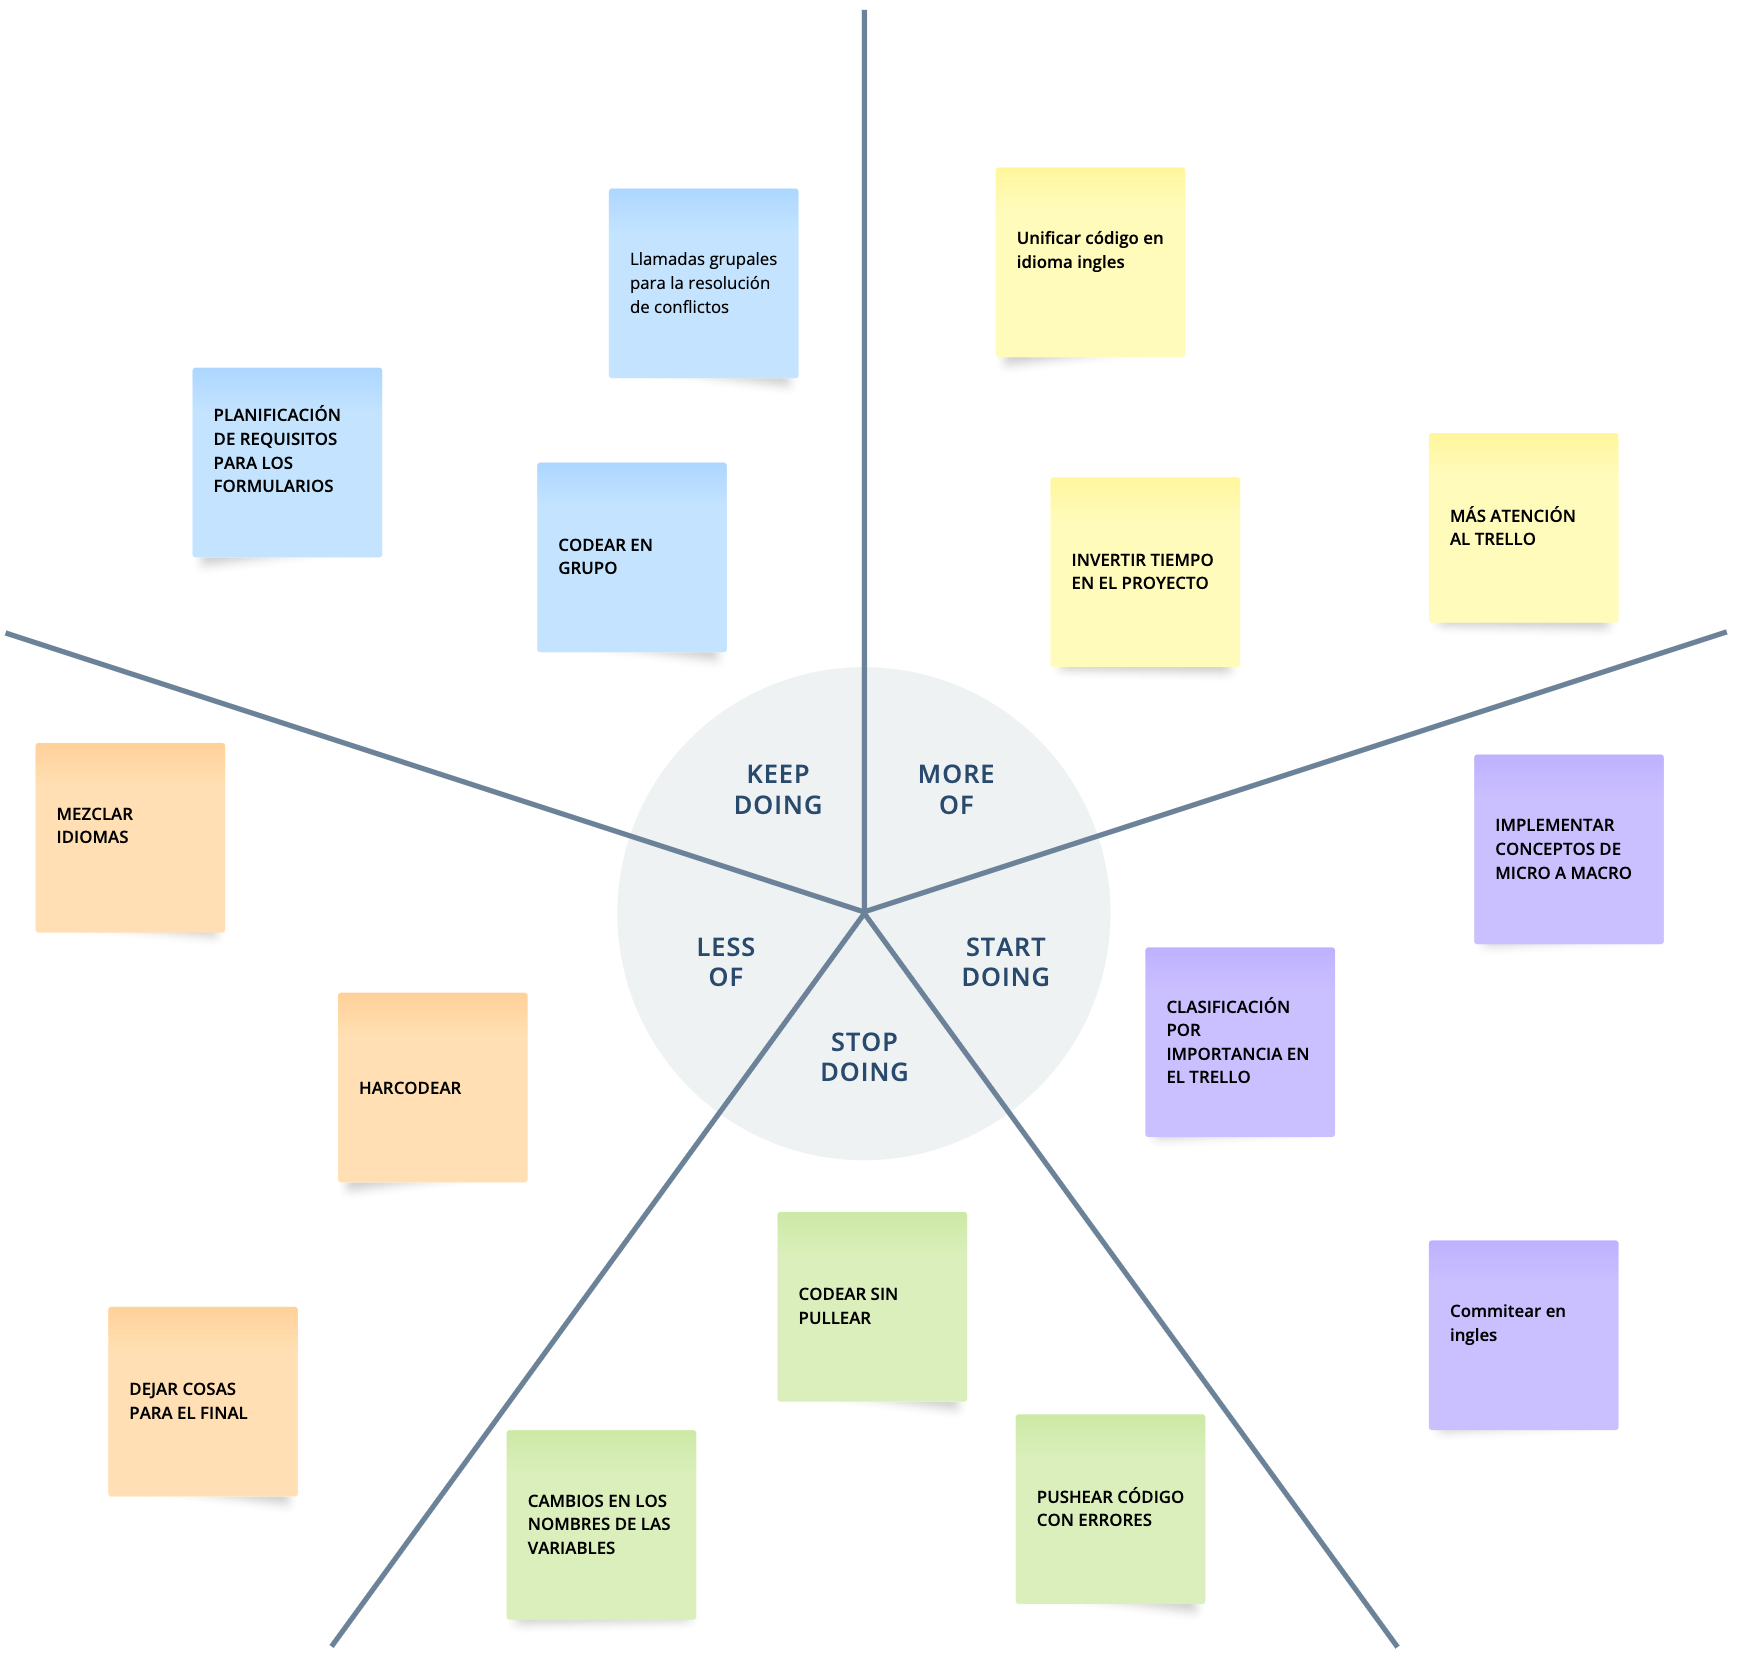 Llamadas grupales
para la resolución
de conflictos
PLANIFICACIÓN
DE REQUISITOS
PARA LOS
FORMULARIOS
CODEAR EN
GRUPO
Unificar código en
idioma ingles
INVERTIR TIEMPO
EN EL PROYECTO
MÁS ATENCIÓN
AL TRELLO
KEEP
DOING
MORE
OF
LESS
OF
START
DOING
STOP
DOING
MEZCLAR
IDIOMAS
HARCODEAR
DEJAR COSAS
PARA EL FINAL
IMPLEMENTAR
CONCEPTOS DE
MICRO A MACRO
CLASIFICACIÓN
POR
IMPORTANCIA EN
EL TRELLO
Commitear en
ingles
CODEAR SIN
PULLEAR
CAMBIOS EN LOS
NOMBRES DE LAS
VARIABLES
PUSHEAR CÓDIGO
CON ERRORES